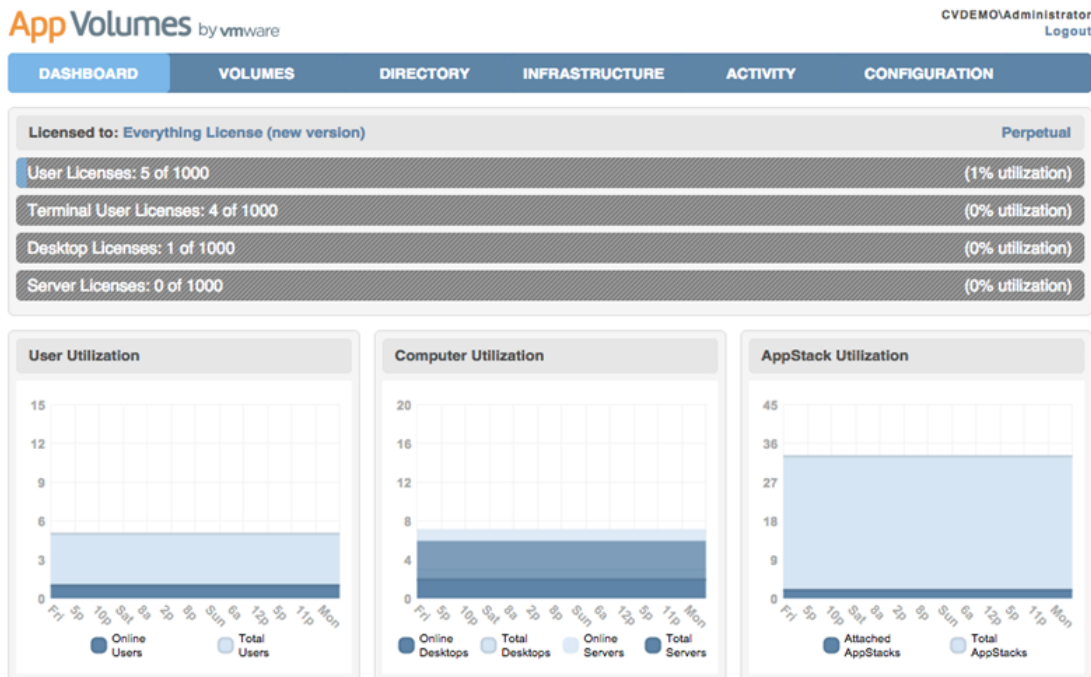 App Volumes by vmware
CVDEMO\Administrator
Logout
DASHBOARD VOLUMES DIRECTORY INFRASTRUCTURE ACTIVITY CONFIGURATION
Licensed to: Everything License (new version) Perpetual
User Licenses: 5 of 1000 (1% utilization)
Terminal User Licenses: 4 of 1000 (0% utilization)
Desktop Licenses: 1 of 1000 (0% utilization)
Server Licenses: 0 of 1000 (0% utilization)
User Utilization
15
12
9
6
3
0
Fri 5p 10p Sat 8a 2p 8p Sun 6a 12p 5p 11p Mon
Online Users
Total Users
Computer Utilization
20
16
12
8
4
0
Fri 5p 10p Sat 8a 2p 8p Sun 6a 12p 5p 11p Mon
Online Desktops
Total Desktops
Online Servers
Total Servers
AppStack Utilization
45
36
27
18
9
0
Fri 5p 10p Sat 8a 2p 8p Sun 6a 12p 5p 11p Mon
Attached AppStacks
Total AppStacks